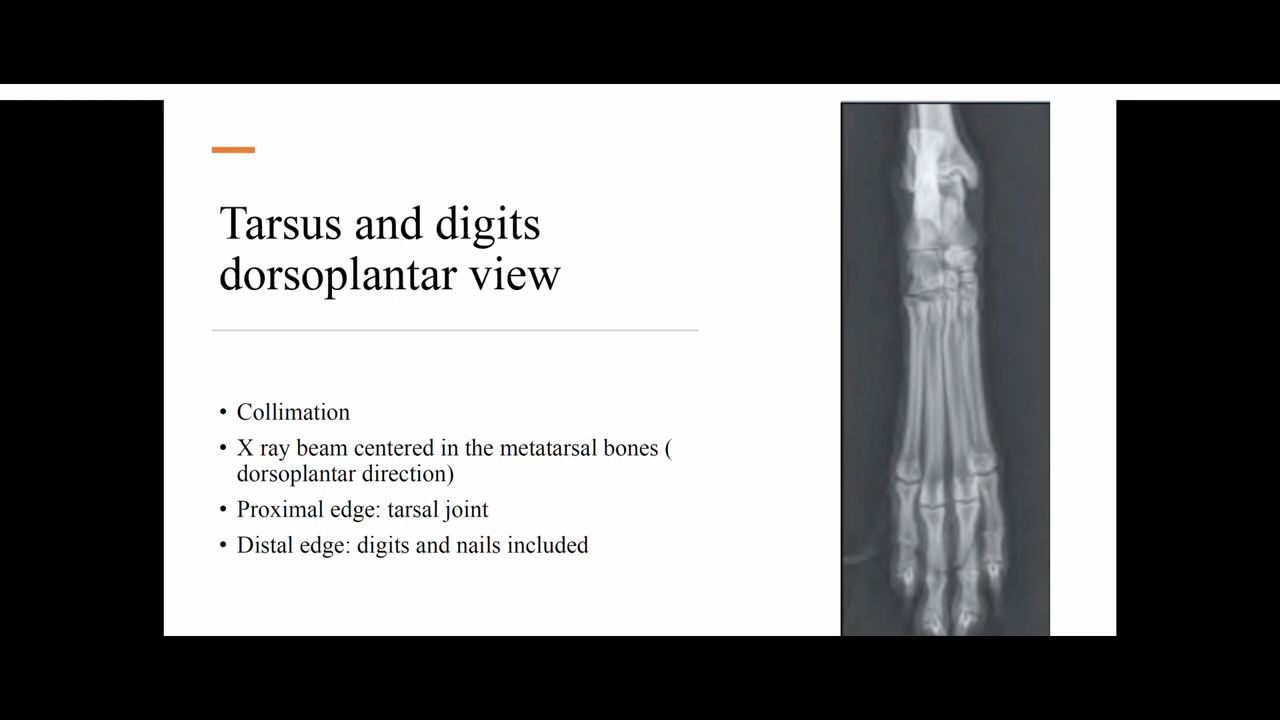 Tarsus and digits
dorsoplantar view
• Collimation
• X ray beam centered in the metatarsal bones (
dorsoplantar direction)
• Proximal edge: tarsal joint
• Distal edge: digits and nails included